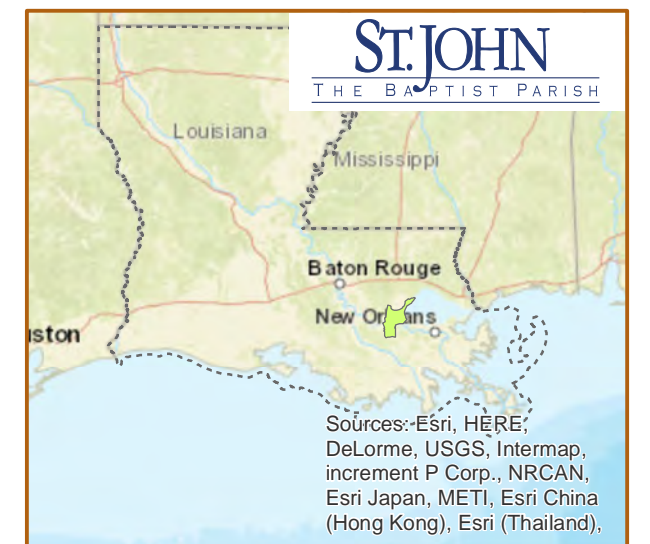 ST. JOHN
THE BAPTIST PARISH
Louisiana
Mississippi
Baton Rouge
New Orleans
uston
Sources: Esri, HERE,
DeLorme, USGS, Intermap,
increment P Corp., NRCAN,
Esri Japan, METI, Esri China
(Hong Kong), Esri (Thailand),